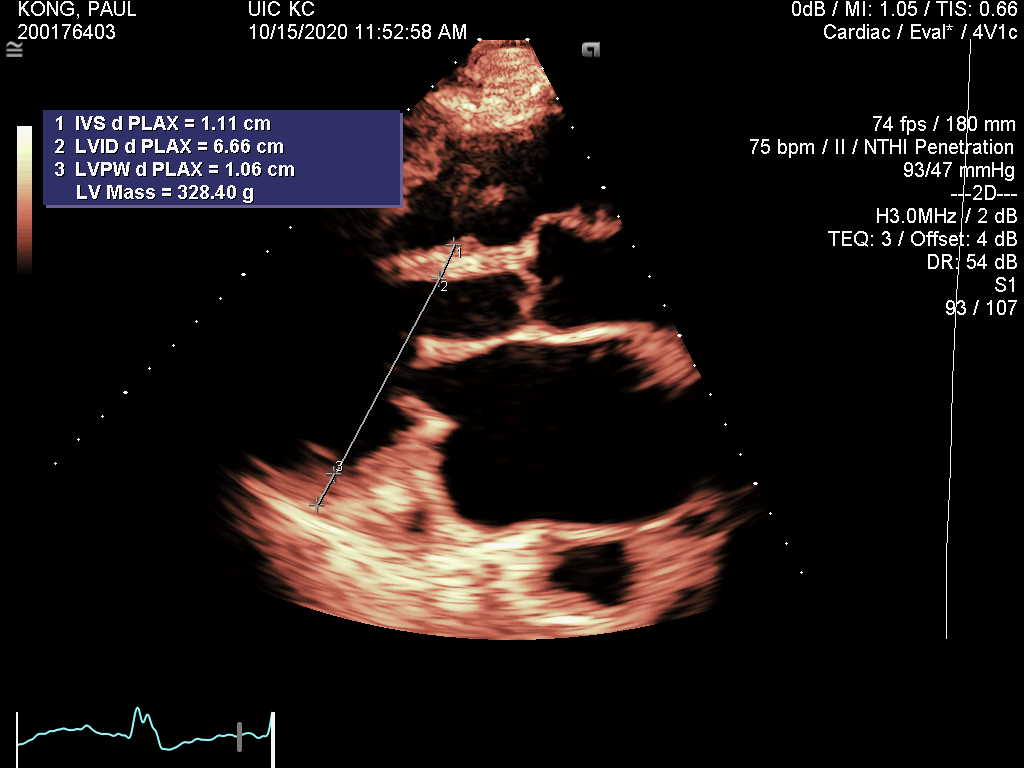 KONG, PAUL
200176403
UIC KC
10/15/2020 11:52:58 AM
0dB / MI: 1.05 / TIS: 0.66
Cardiac / Eval* / 4V1c
1 IVS d PLAX = 1.11 cm
2 LVID d PLAX = 6.66 cm
3 LVPW d PLAX = 1.06 cm
LV Mass = 328.40 g
74 fps / 180 mm
75 bpm / II / NTHI Penetration
93/47 mmHg
---2D---
H3.0MHz / 2 dB
TEQ: 3 / Offset: 4 dB
DR: 54 dB
S1
93 / 107
1
2
3